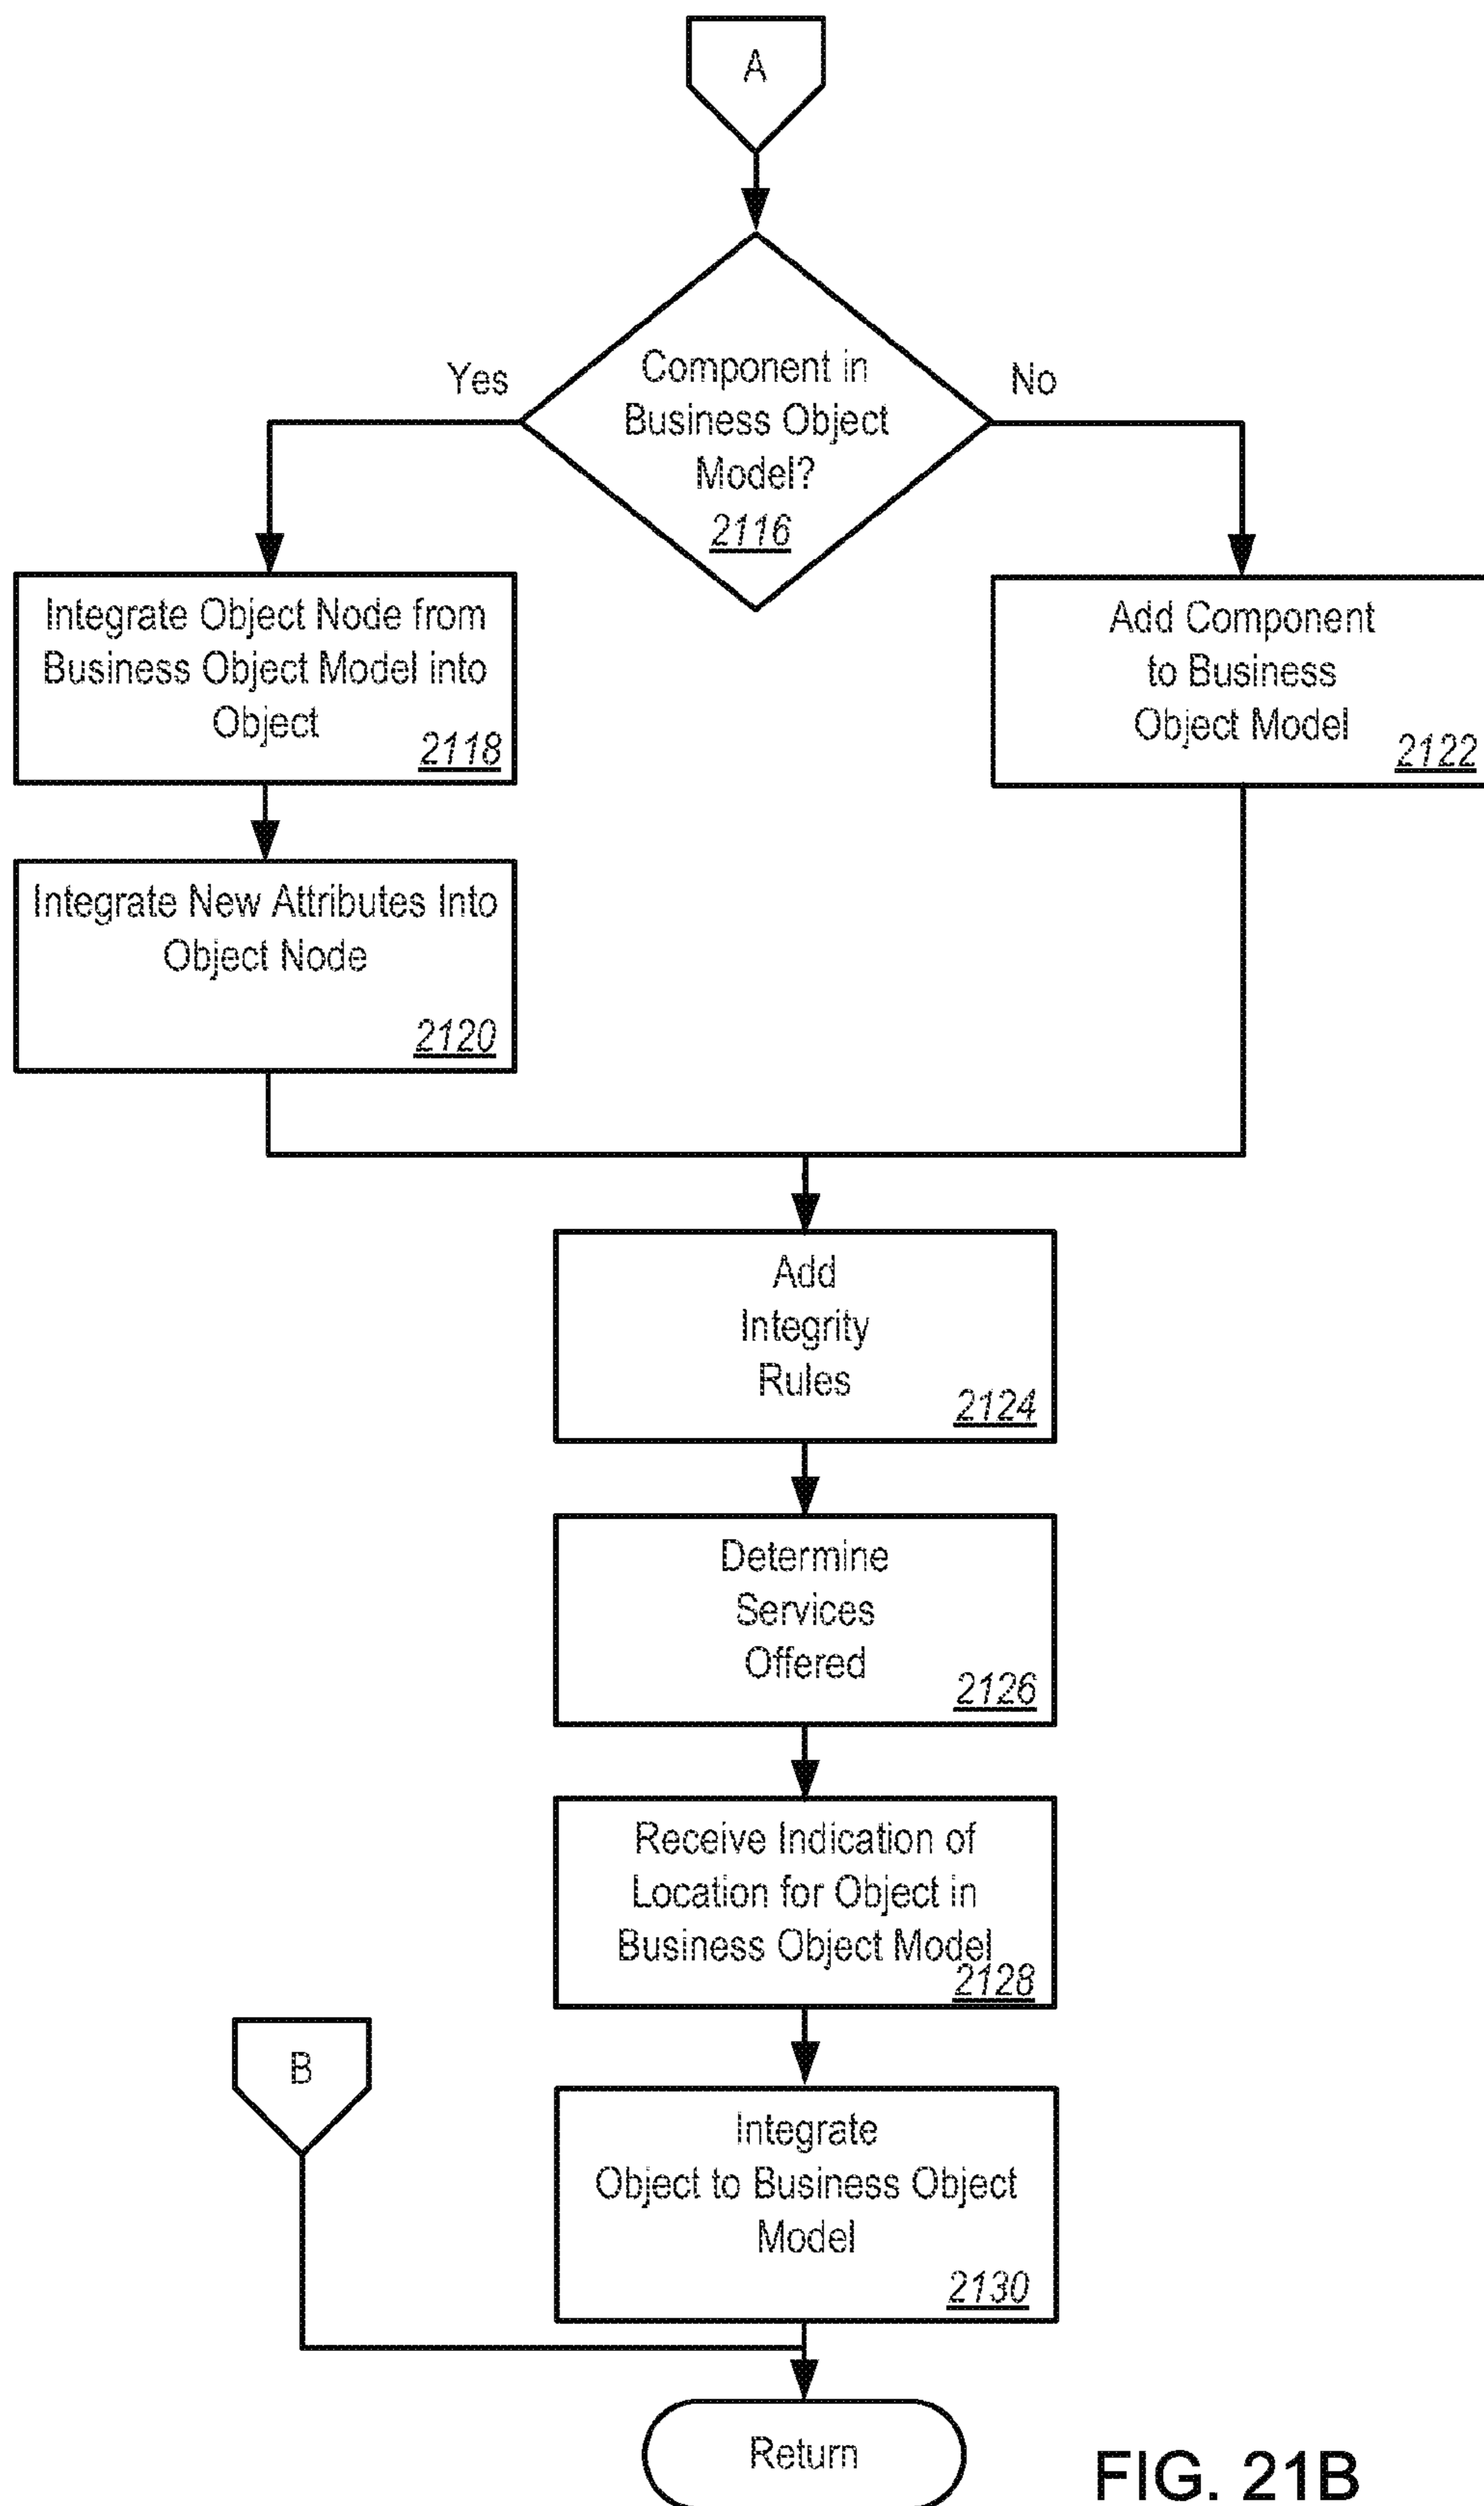 A
Yes
Component in
Business Object
Model?
2116
No
Integrate Object Node from
Business Object Model into
Object
2118
Add Component
to Business
Object Model
2122
Integrate New Attributes Into
Object Node
2120
Add
Integrity
Rules
2124
Determine
Services
Offered
2126
Receive Indication of
Location for Object in
Business Object Model
2128
B
Integrate
Object to Business Object
Model
2130
Return
FIG. 21B